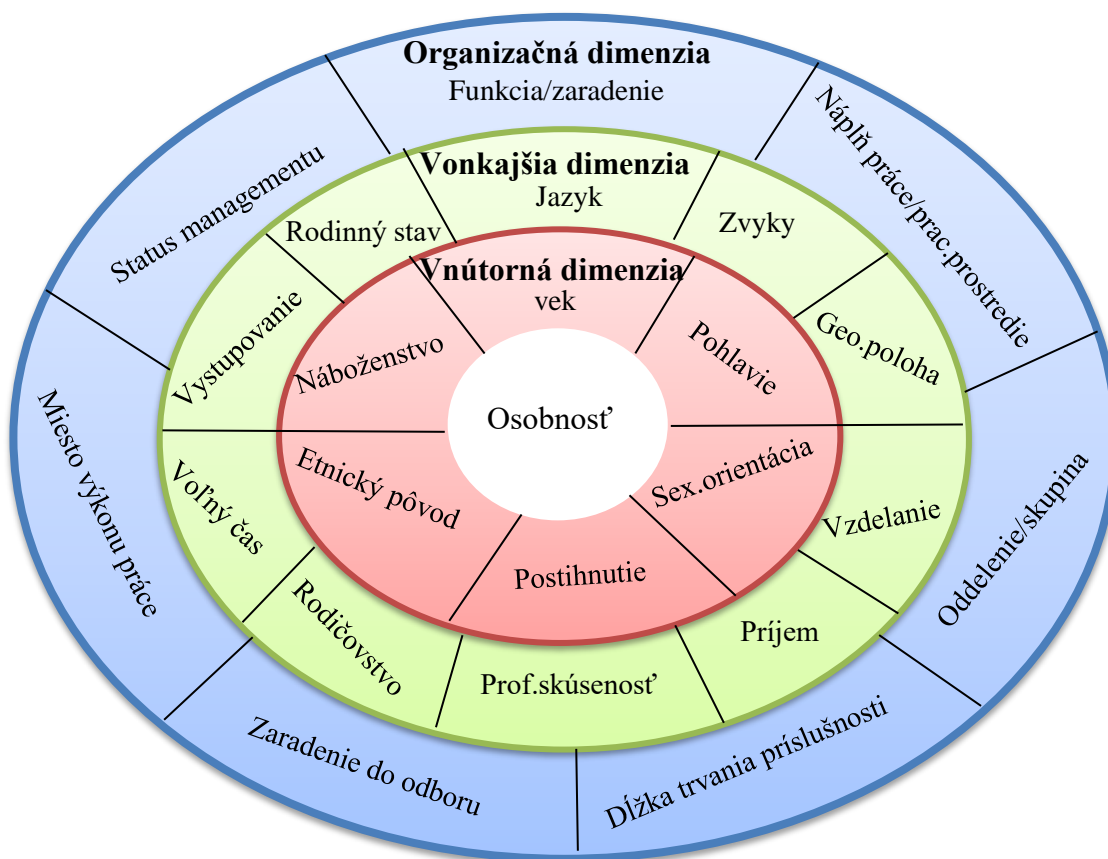 Organizačná dimenzia
Funkcia/zaradenie
Náplň práce/prac.prostredie
Oddelenie/skupina
Dĺžka trvania príslušnosti
Zaradenie do odboru
Miesto výkonu práce
Status managementu
Vonkajšia dimenzia
Jazyk
Zvyky
Geo.poloha
Vzdelanie
Príjem
Prof.skúsenosť
Rodičovstvo
Voľný čas
Vystupovanie
Rodinný stav
Vnútorná dimenzia
vek
Pohlavie
Sex.orientácia
Postihnutie
Etnický pôvod
Náboženstvo
Osobnosť